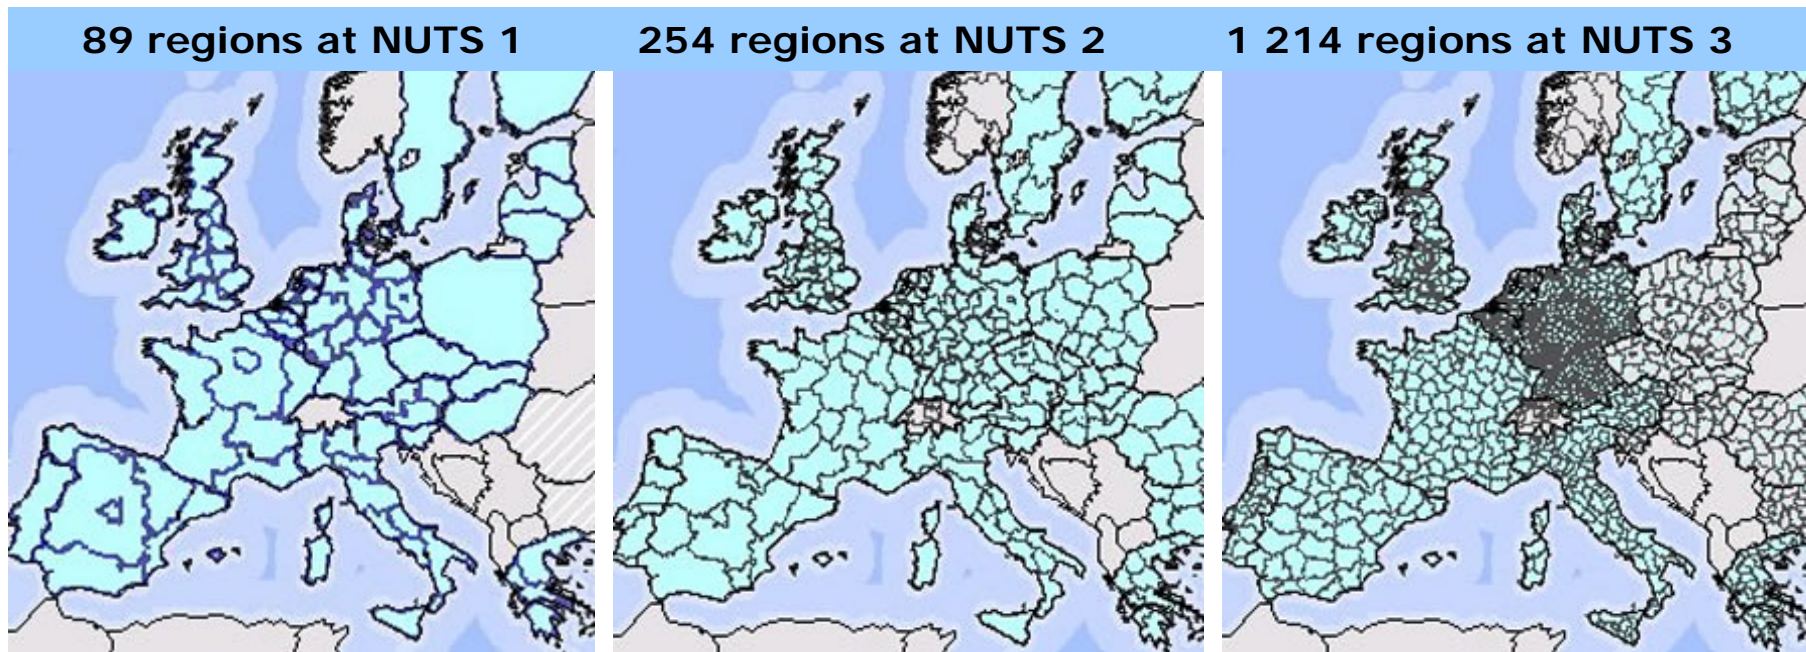 89 regions at NUTS 1
254 regions at NUTS 2
1 214 regions at NUTS 3